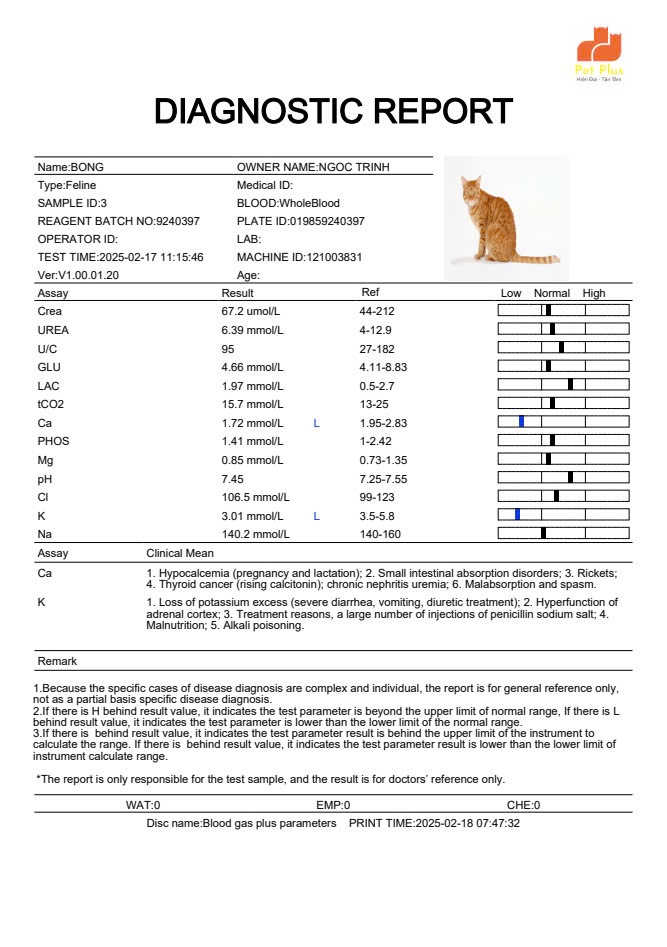 Pet Plus
Hiện Đại - Tận Tâm
DIAGNOSTIC REPORT
Name:BONG OWNER NAME:NGOC TRINH
Type:Feline Medical ID:
SAMPLE ID:3 BLOOD:WholeBlood
REAGENT BATCH NO:9240397 PLATE ID:019859240397
OPERATOR ID: LAB:
TEST TIME:2025-02-17 11:15:46 MACHINE ID:121003831
Ver:V1.00.01.20 Age:
Assay Result Ref Low Normal High
Crea 67.2 umol/L 44-212
UREA 6.39 mmol/L 4-12.9
U/C 95 27-182
GLU 4.66 mmol/L 4.11-8.83
LAC 1.97 mmol/L 0.5-2.7
tCO2 15.7 mmol/L 13-25
Ca 1.72 mmol/L L 1.95-2.83
PHOS 1.41 mmol/L 1-2.42
Mg 0.85 mmol/L 0.73-1.35
pH 7.45 7.25-7.55
Cl 106.5 mmol/L 99-123
K 3.01 mmol/L L 3.5-5.8
Na 140.2 mmol/L 140-160
Assay Clinical Mean
Ca 1. Hypocalcemia (pregnancy and lactation); 2. Small intestinal absorption disorders; 3. Rickets;
4. Thyroid cancer (rising calcitonin); chronic nephritis uremia; 6. Malabsorption and spasm.
K 1. Loss of potassium excess (severe diarrhea, vomiting, diuretic treatment); 2. Hyperfunction of
adrenal cortex; 3. Treatment reasons, a large number of injections of penicillin sodium salt; 4.
Malnutrition; 5. Alkali poisoning.
Remark
1.Because the specific cases of disease diagnosis are complex and individual, the report is for general reference only,
not as a partial basis specific disease diagnosis.
2.If there is H behind result value, it indicates the test parameter is beyond the upper limit of normal range, If there is L
behind result value, it indicates the test parameter is lower than the lower limit of the normal range.
3.If there is  behind result value, it indicates the test parameter result is behind the upper limit of the instrument to
calculate the range. If there is  behind result value, it indicates the test parameter result is lower than the lower limit of
instrument calculate range.
*The report is only responsible for the test sample, and the result is for doctors' reference only.
WAT:0 EMP:0 CHE:0
Disc name:Blood gas plus parameters PRINT TIME:2025-02-18 07:47:32